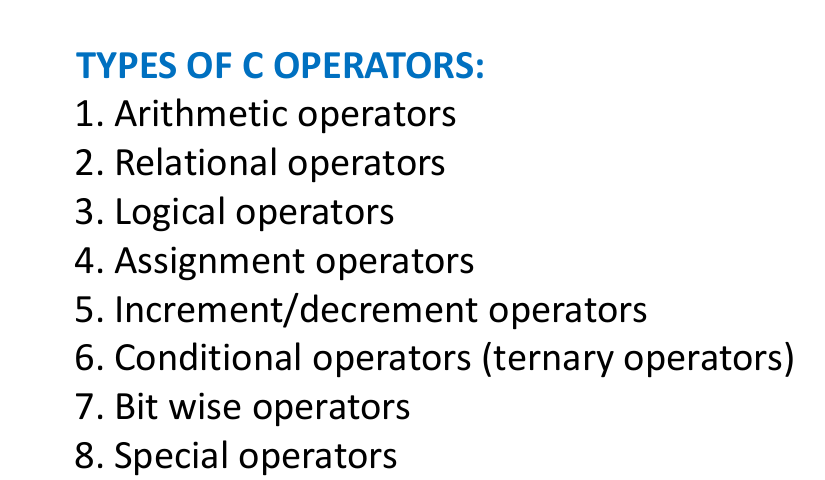 TYPES OF C OPERATORS:
1. Arithmetic operators
2. Relational operators
3. Logical operators
4. Assignment operators
5. Increment/decrement operators
6. Conditional operators (ternary operators)
7. Bit wise operators
8. Special operators